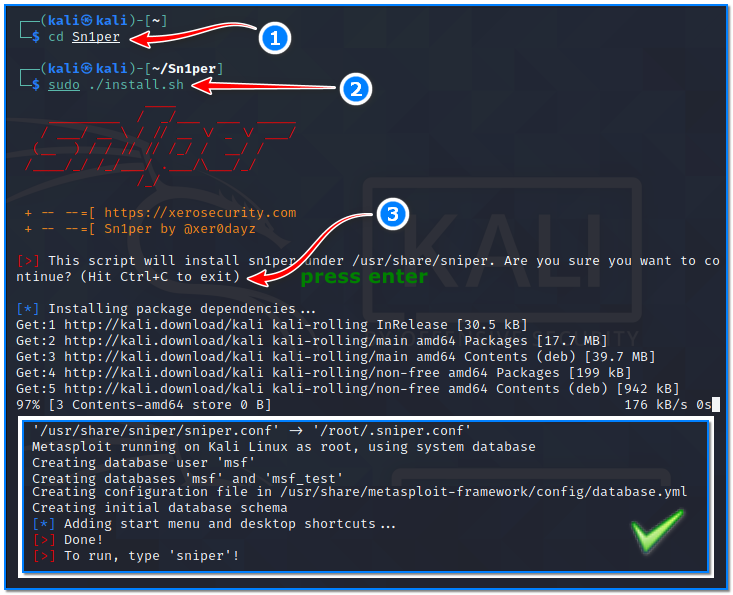 ┌──(kali㉿kali)-[~]
└─$ cd Sn1per
1
┌──(kali㉿kali)-[~/Sn1per]
└─$ sudo ./install.sh
2
+ -- --=[ https://xerosecurity.com
+ -- --=[ Sn1per by @xer0dayz
3
[>] This script will install sn1per under /usr/share/sniper. Are you sure you want to co
ntinue? (Hit Ctrl+C to exit)
press enter
[*] Installing package dependencies...
Get:1 http://kali.download/kali kali-rolling InRelease [30.5 kB]
Get:2 http://kali.download/kali kali-rolling/main amd64 Packages [17.7 MB]
Get:3 http://kali.download/kali kali-rolling/main amd64 Contents (deb) [39.7 MB]
Get:4 http://kali.download/kali kali-rolling/non-free amd64 Packages [199 kB]
Get:5 http://kali.download/kali kali-rolling/non-free amd64 Contents (deb) [942 kB]
97% [3 Contents-amd64 store 0 B] 176 kB/s 0s
KALI
'/usr/share/sniper/sniper.conf' -> '/root/.sniper.conf'
Metasploit running on Kali Linux as root, using system database
Creating database user 'msf'
Creating databases 'msf' and 'msf_test'
Creating configuration file in /usr/share/metasploit-framework/config/database.yml
Creating initial database schema
[*] Adding start menu and desktop shortcuts...
[>] Done!
[>] To run, type 'sniper'!